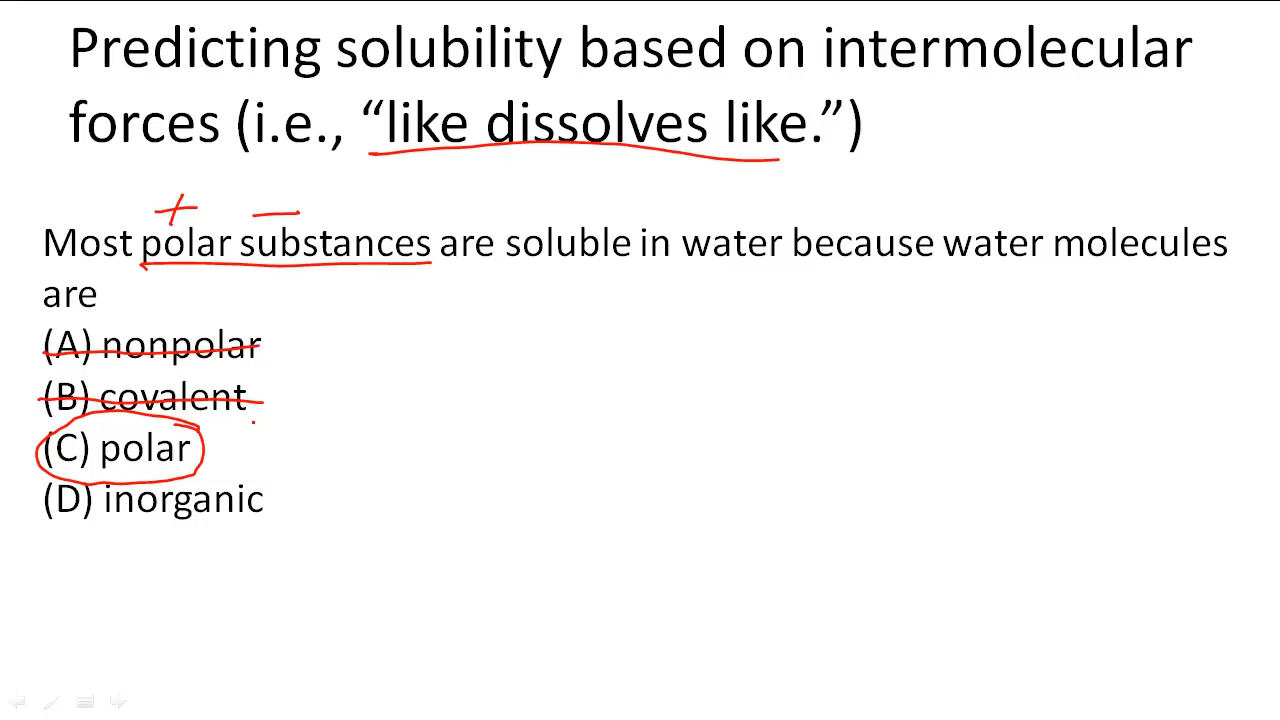 Predicting solubility based on intermolecular
forces (i.e., “like dissolves like.”)
+ −
Most polar substances are soluble in water because water molecules
are
(A) nonpolar
(B) covalent
(C) polar
(D) inorganic